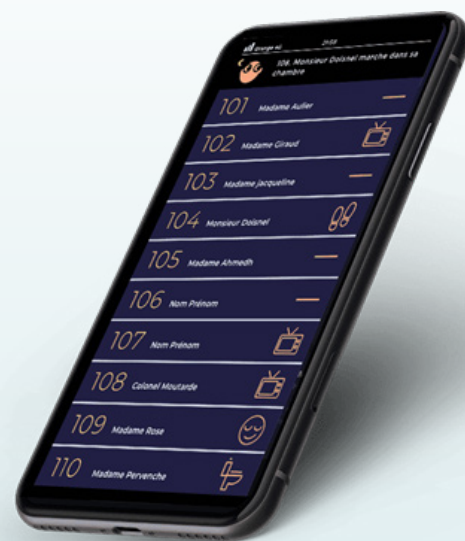 Orange 4G 21:59
106. Monsieur Doisnel marche dans sa
chambre
101 Madame Aulier
102 Madame Giraud
103 Madame jacqueline
104 Monsieur Doisnel
105 Madame Ahmedh
106 Nom Prénom
107 Nom Prénom
108 Colonel Moutarde
109 Madame Rose
110 Madame Pervenche